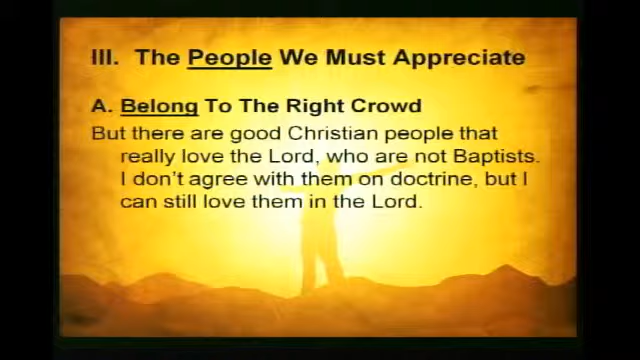 III. The People We Must Appreciate
A. Belong To The Right Crowd
But there are good Christian people that
really love the Lord, who are not Baptists.
I don't agree with them on doctrine, but I
can still love them in the Lord.